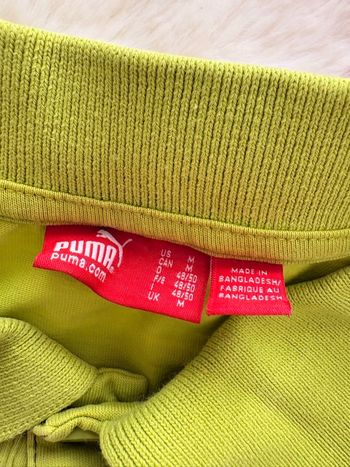 PUMA
puma.com
US M
CAN M
D 48/50
F/E 48/50
I 48/50
UK M
MADE IN
BANGLADESH/
FABRIQUE AU
BANGLADESH